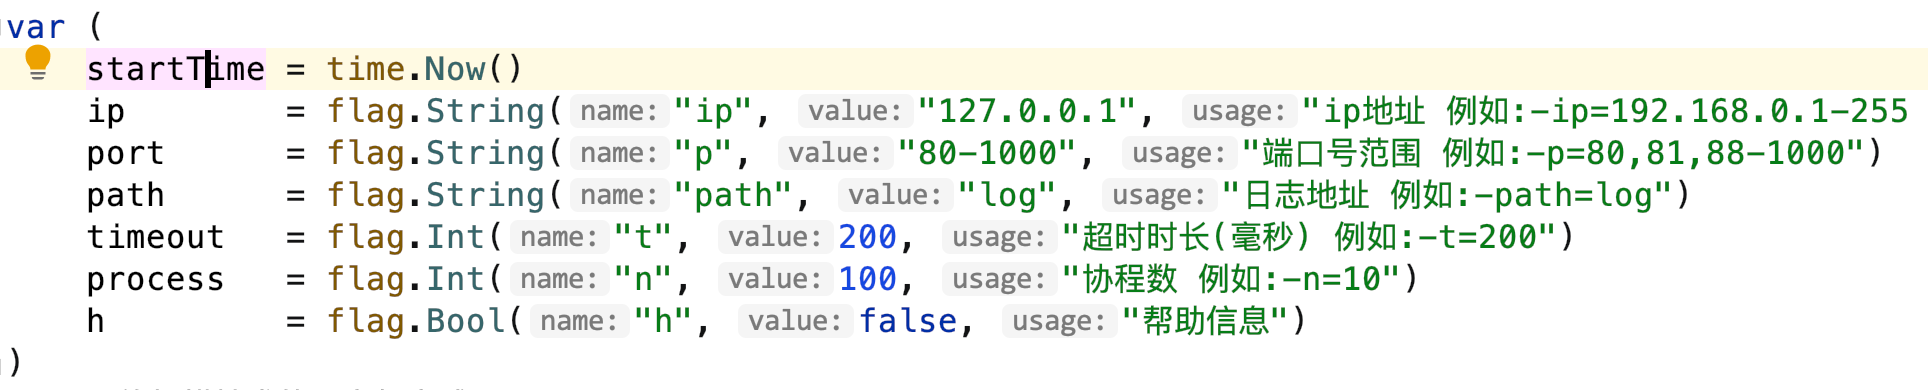 var (
startTime = time.Now()
ip = flag.String( name: "ip", value: "127.0.0.1", usage: "ip地址 例如:-ip=192.168.0.1-255
port = flag.String( name: "p", value: "80-1000", usage: "端口号范围 例如:-p=80,81,88-1000")
path = flag.String( name: "path", value: "log", usage: "日志地址 例如:-path=log")
timeout = flag.Int( name: "t", value: 200, usage: "超时时长(毫秒) 例如:-t=200")
process = flag.Int( name: "n", value: 100, usage: "协程数 例如:-n=10")
h = flag.Bool( name: "h", value: false, usage: "帮助信息")
)